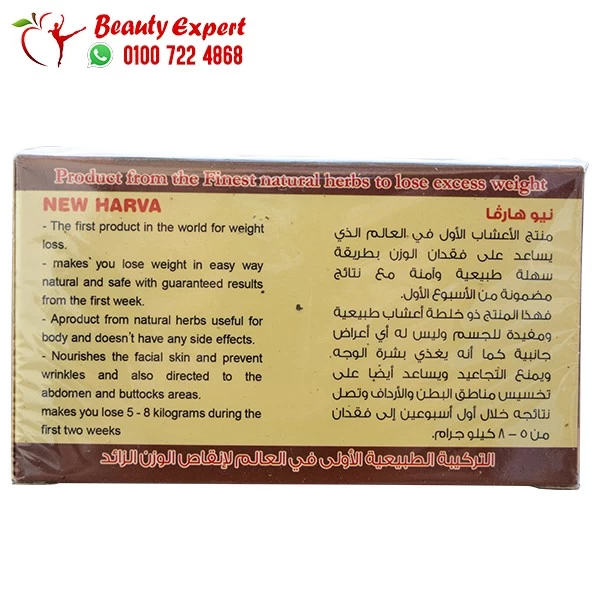 Beauty Expert
0100 722 4868
Product from the Finest natural herbs to lose excess weight
NEW HARVA
- The first product in the world for weight
loss.
- makes you lose weight in easy way
natural and safe with guaranteed results
from the first week.
- Aproduct from natural herbs useful for
body and doesn't have any side effects.
- Nourishes the facial skin and prevent
wrinkles and also directed to the
abdomen and buttocks areas.
makes you lose 5 - 8 kilograms during the
first two weeks
نيو هارڤا
منتج الأعشاب الأول في العالم الذي
يساعد على فقدان الوزن بطريقة
سهلة طبيعية وآمنة مع نتائج
مضمونة من الأسبوع الأول.
فهذا المنتج ذو خلطة أعشاب طبيعية
ومفيدة للجسم وليس له أي أعراض
جانبية كما أنه يغذي بشرة الوجه.
ويمنع التجاعيد ويساعد أيضاً على
تخسيس مناطق البطن والأرداف وتصل
نتائجه خلال أول أسبوعين إلى فقدان
من ٥ – ٨ كيلو جرام.
التركيبة الطبيعية الأولى في العالم لإنقاص الوزن الزائد